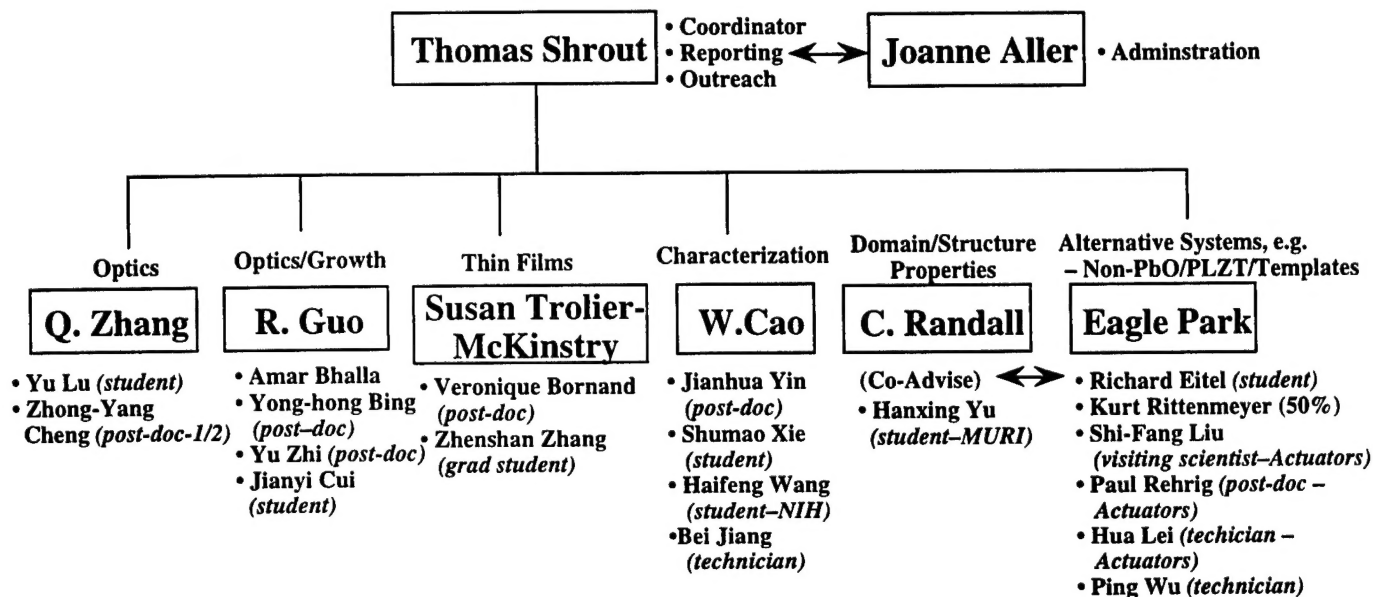 Thomas Shrout
• Coordinator
• Reporting
• Outreach
Joanne Aller
• Adminstration
Optics
Q. Zhang
• Yu Lu (student)
• Zhong-Yang
Cheng (post-doc-1/2)
Optics/Growth
R. Guo
• Amar Bhalla
• Yong-hong Bing
(post–doc)
• Yu Zhi (post-doc)
• Jianyi Cui
(student)
Thin Films
Susan Trolier-
McKinstry
• Veronique Bornand
(post-doc)
• Zhenshan Zhang
(grad student)
Characterization
W.Cao
• Jianhua Yin
(post-doc)
• Shumao Xie
(student)
• Haifeng Wang
(student–NIH)
•Bei Jiang
(technician)
Domain/Structure
Properties
C. Randall
(Co-Advise)
• Hanxing Yu
(student–MURI)
Alternative Systems, e.g.
– Non-PbO/PLZT/Templates
Eagle Park
• Richard Eitel (student)
• Kurt Rittenmeyer (50%)
• Shi-Fang Liu
(visiting scientist–Actuators)
• Paul Rehrig (post-doc –
Actuators)
• Hua Lei (techician –
Actuators)
• Ping Wu (technician)